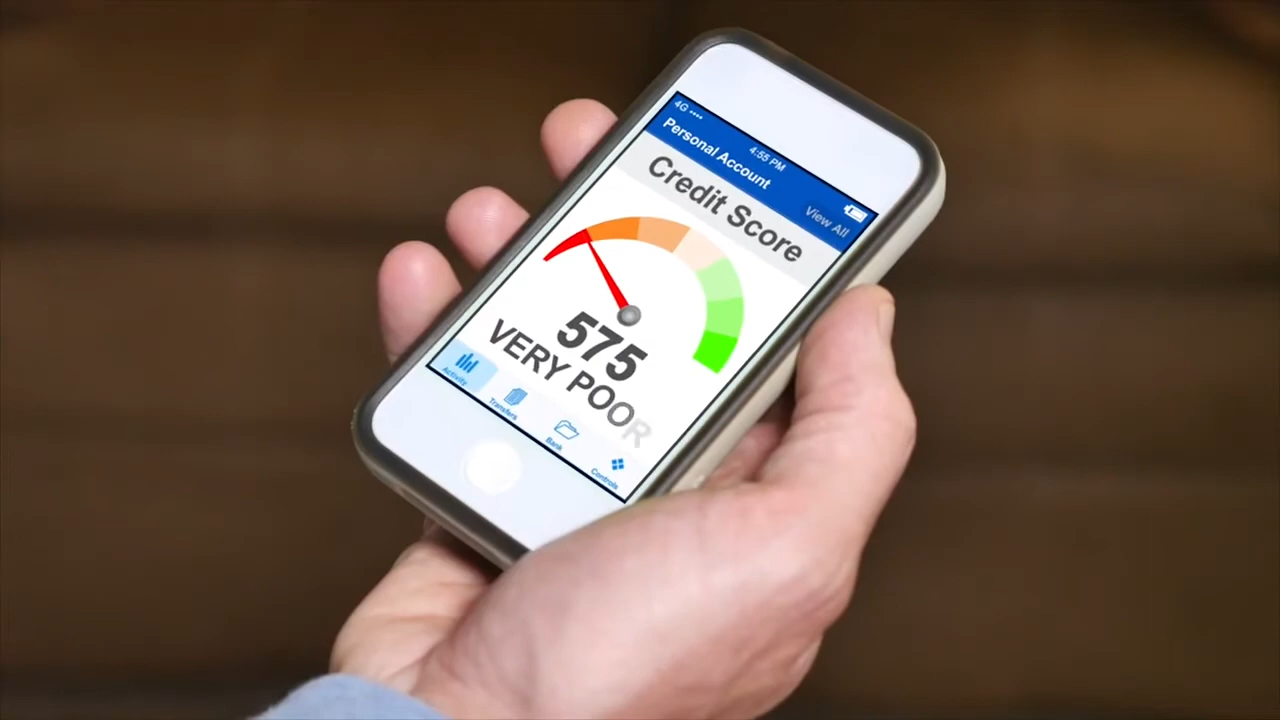 4G
4:55 PM
Personal Account
View All
Credit Score
575
VERY POOR
Activity
Transfers
Bank
Controls